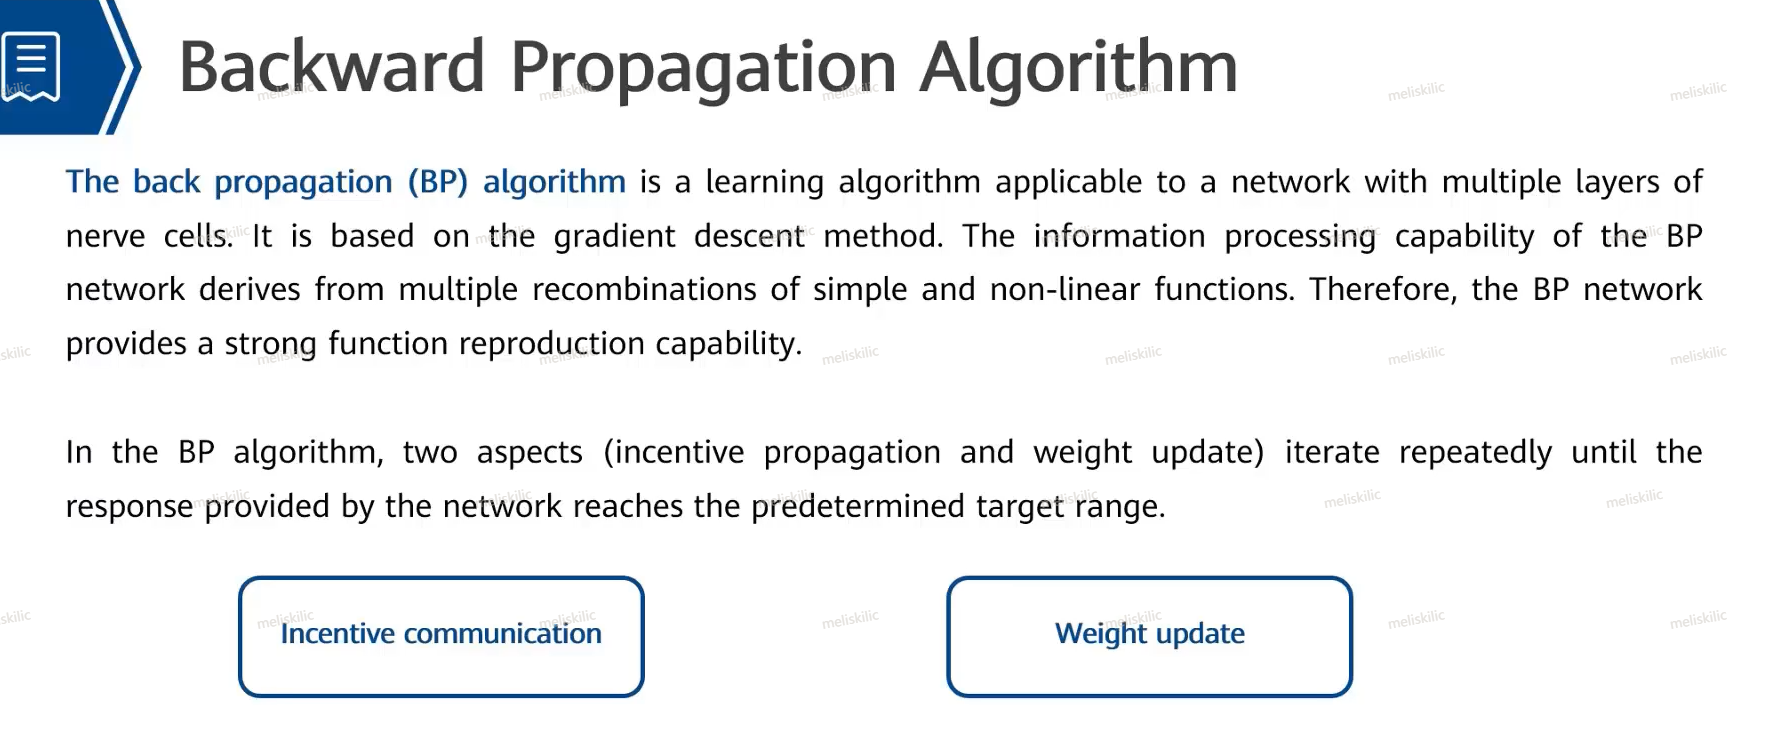 Backward Propagation Algorithm
The back propagation (BP) algorithm is a learning algorithm applicable to a network with multiple layers of
nerve cells. It is based on the gradient descent method. The information processing capability of the BP
network derives from multiple recombinations of simple and non-linear functions. Therefore, the BP network
provides a strong function reproduction capability.
In the BP algorithm, two aspects (incentive propagation and weight update) iterate repeatedly until the
response provided by the network reaches the predetermined target range.
Incentive communication
Weight update
meliskilic